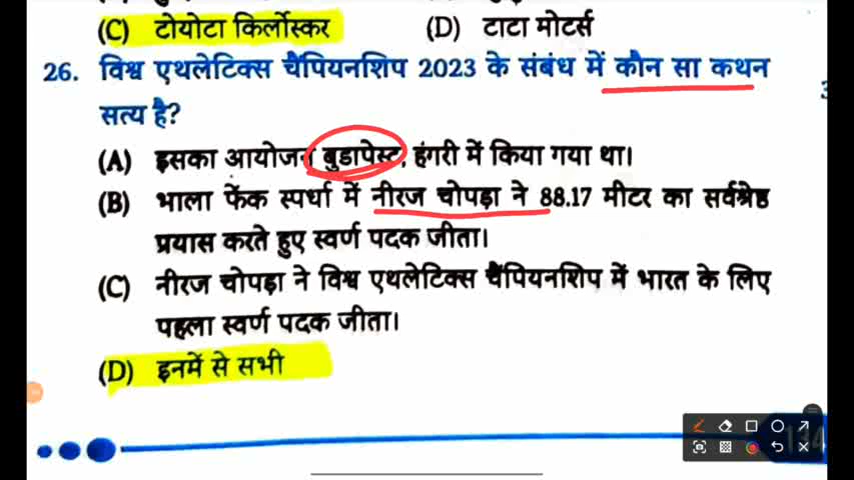 (C) टोयोटा किर्लोस्कर (D) टाटा मोटर्स
26. विश्व एथलेटिक्स चैंपियनशिप 2023 के संबंध में कौन सा कथन
सत्य है?
(A) इसका आयोजन बुडापेस्ट, हंगरी में किया गया था।
(B) भाला फेंक स्पर्धा में नीरज चोपड़ा ने 88.17 मीटर का सर्वश्रेष्ठ
प्रयास करते हुए स्वर्ण पदक जीता।
(C) नीरज चोपड़ा ने विश्व एथलेटिक्स चैंपियनशिप में भारत के लिए
पहला स्वर्ण पदक जीता।
(D) इनमें से सभी